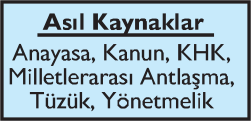 Asıl Kaynaklar
Anayasa, Kanun, KHK,
Milletlerarası Antlaşma,
Tüzük, Yönetmelik